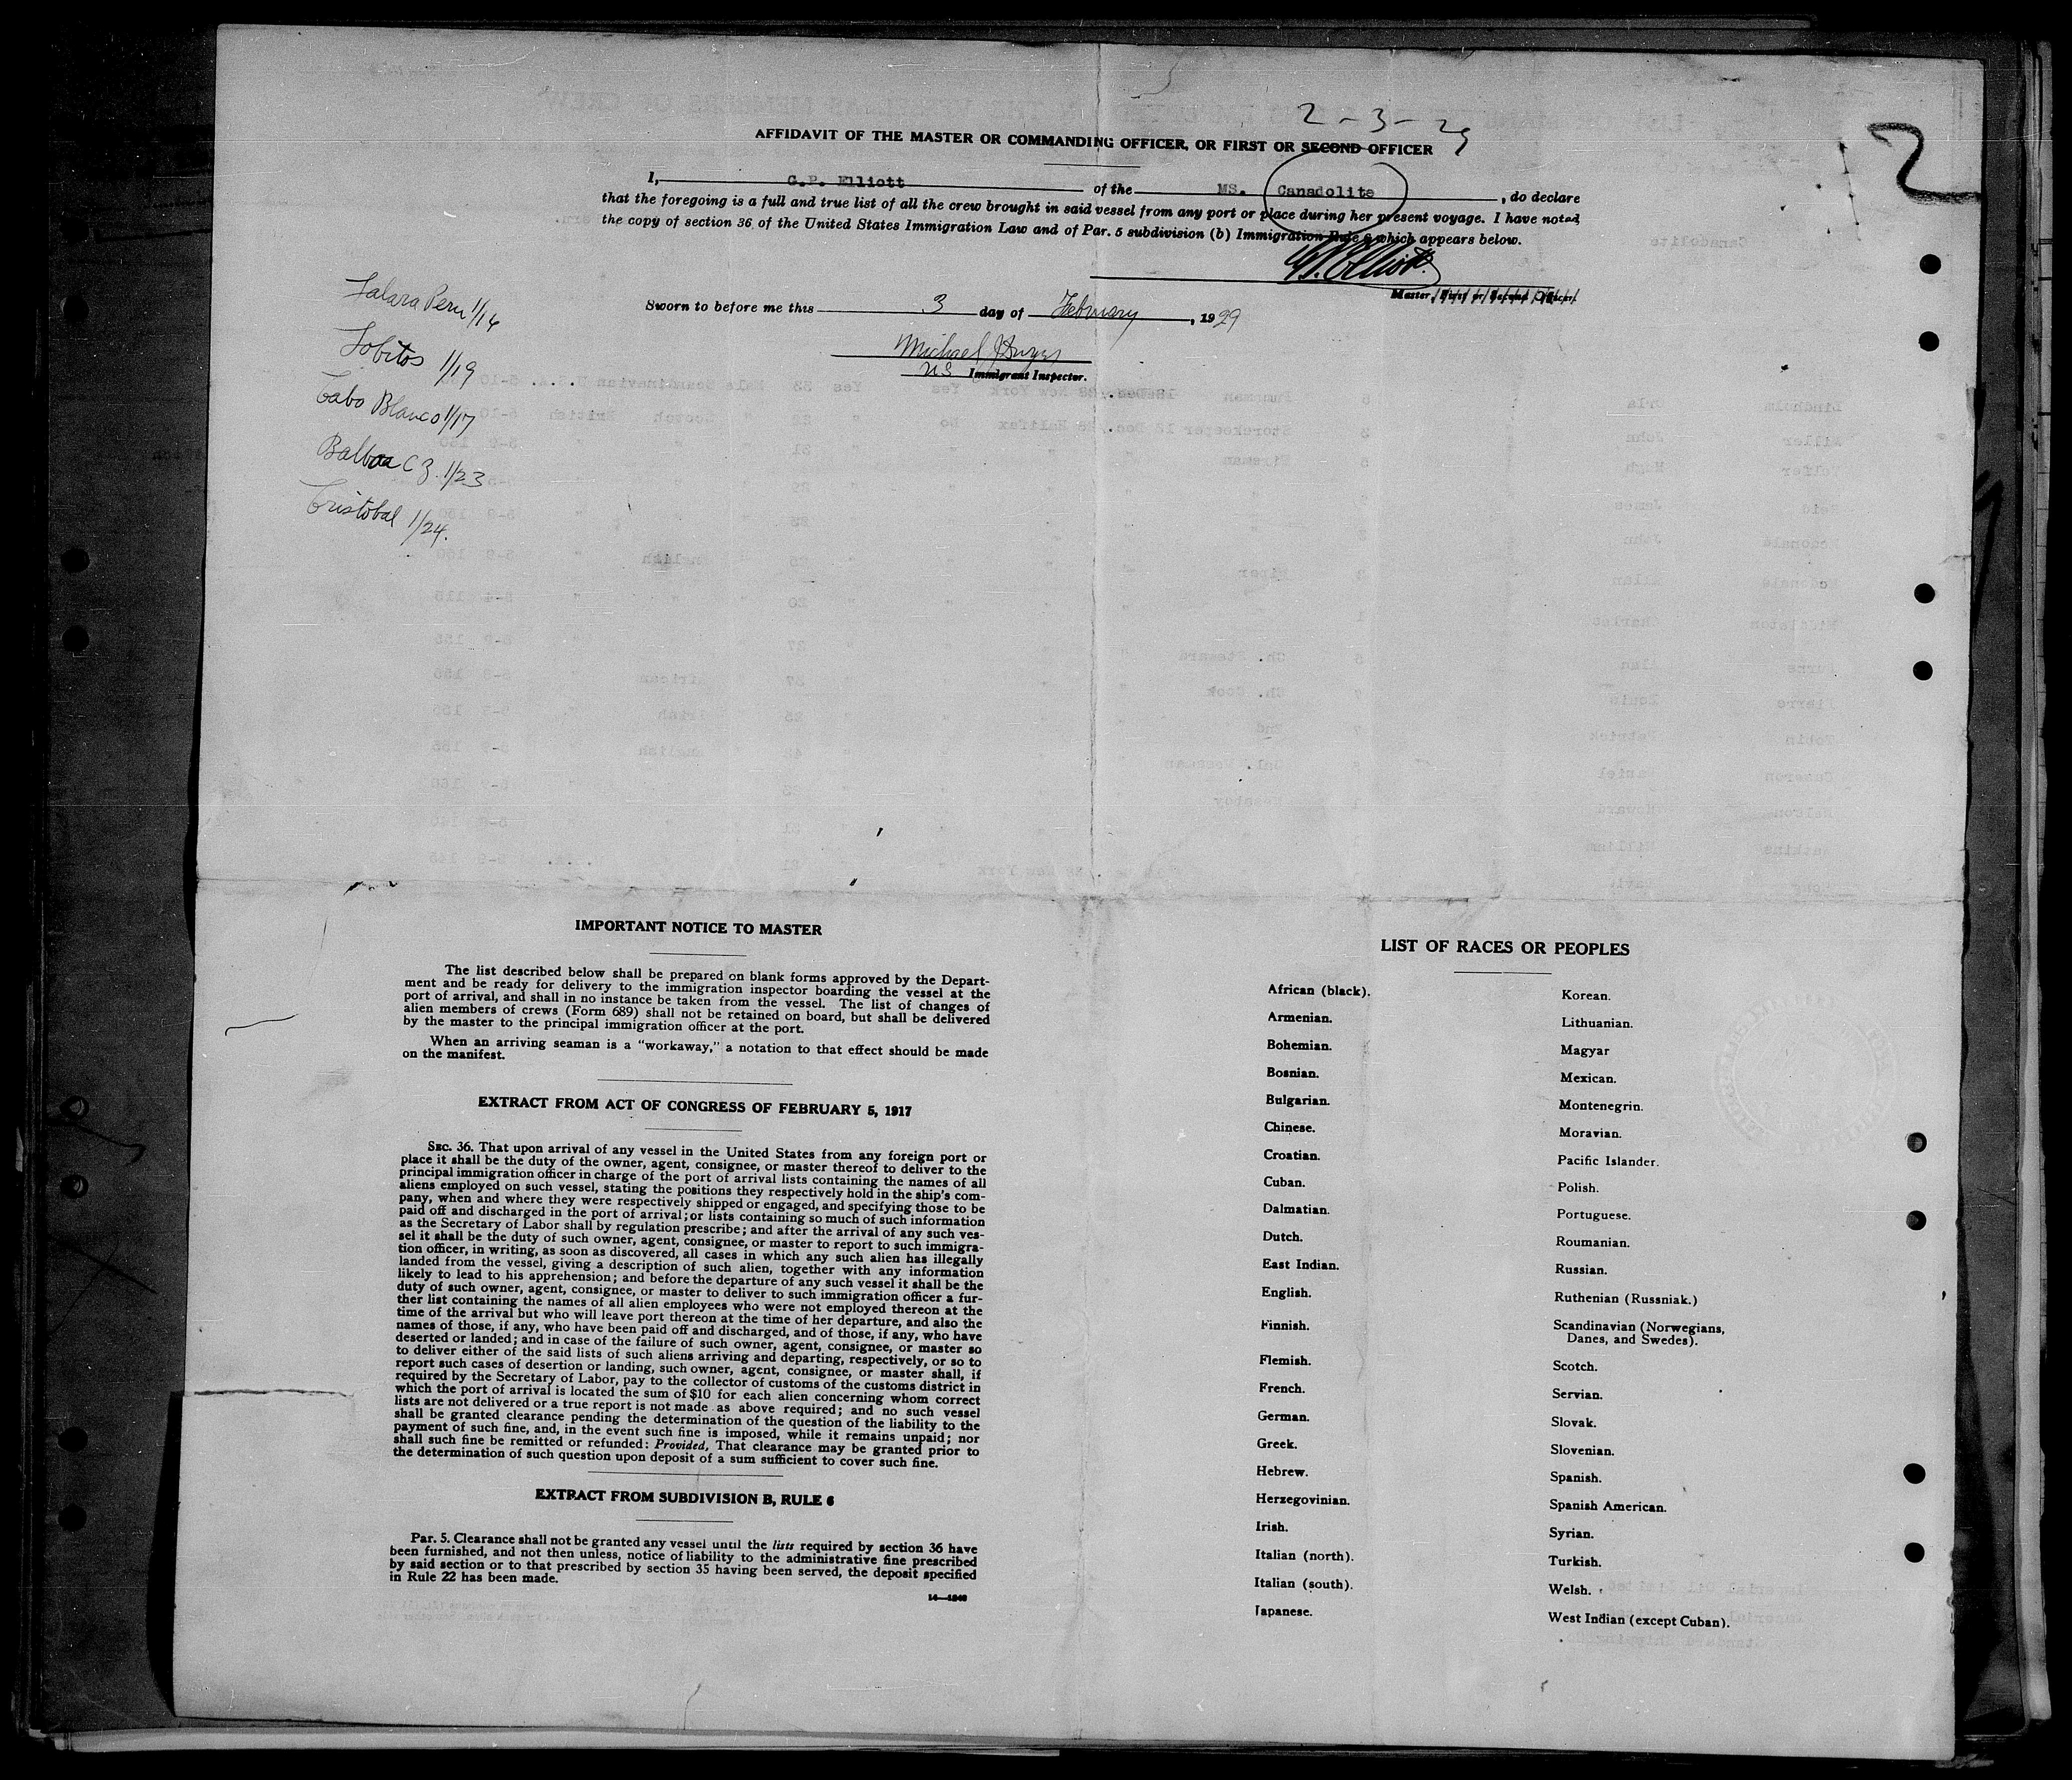 2-3-29
2
AFFIDAVIT OF THE MASTER OR COMMANDING OFFICER, OR FIRST OR SECOND OFFICER
I, G.P. Elliott of the MS. Canadolite, do declare
that the foregoing is a full and true list of all the crew brought in said vessel from any port or place during her present voyage. I have noted
the copy of section 36 of the United States Immigration Law and of Par. 5 subdivision (b) Immigration Rule 6 which appears below.
G.P. Elliott
Master, First or Second Officer.
Sworn to before me this 3 day of February, 1929
Michael
US Immigrant Inspector.
Talara Peru 1/14
Lobitos 1/19
Cabo Blanco 1/17
Balboa C Z. 1/23
Cristobal 1/24.
IMPORTANT NOTICE TO MASTER
The list described below shall be prepared on blank forms approved by the Depart-
ment and be ready for delivery to the immigration inspector boarding the vessel at the
port of arrival, and shall in no instance be taken from the vessel. The list of changes of
alien members of crews (Form 689) shall not be retained on board, but shall be delivered
by the master to the principal immigration officer at the port.
When an arriving seaman is a "workaway," a notation to that effect should be made
on the manifest.
EXTRACT FROM ACT OF CONGRESS OF FEBRUARY 5, 1917
SEC. 36. That upon arrival of any vessel in the United States from any foreign port or
place it shall be the duty of the owner, agent, consignee, or master thereof to deliver to the
principal immigration officer in charge of the port of arrival lists containing the names of all
aliens employed on such vessel, stating the positions they respectively hold in the ship's com-
pany, when and where they were respectively shipped or engaged, and specifying those to be
paid off and discharged in the port of arrival; or lists containing so much of such information
as the Secretary of Labor shall by regulation prescribe; and after the arrival of any such ves-
sel it shall be the duty of such owner, agent, consignee, or master to report to such immigra-
tion officer, in writing, as soon as discovered, all cases in which any such alien has illegally
landed from the vessel, giving a description of such alien, together with any information
likely to lead to his apprehension; and before the departure of any such vessel it shall be the
duty of such owner, agent, consignee, or master to deliver to such immigration officer a fur-
ther list containing the names of all alien employees who were not employed thereon at the
time of the arrival but who will leave port thereon at the time of her departure, and also the
names of those, if any, who have been paid off and discharged, and of those, if any, who have
deserted or landed; and in case of the failure of such owner, agent, consignee, or master so
to deliver either of the said lists of such aliens arriving and departing, respectively, or so to
report such cases of desertion or landing, such owner, agent, consignee, or master shall, if
required by the Secretary of Labor, pay to the collector of customs of the customs district in
which the port of arrival is located the sum of $10 for each alien concerning whom correct
lists are not delivered or a true report is not made as above required; and no such vessel
shall be granted clearance pending the determination of the question of the liability to the
payment of such fine, and, in the event such fine is imposed, while it remains unpaid; nor
shall such fine be remitted or refunded: Provided, That clearance may be granted prior to
the determination of such question upon deposit of a sum sufficient to cover such fine.
EXTRACT FROM SUBDIVISION B, RULE 6
Par. 5. Clearance shall not be granted any vessel until the lists required by section 36 have
been furnished, and not then unless, notice of liability to the administrative fine prescribed
by said section or to that prescribed by section 35 having been served, the deposit specified
in Rule 22 has been made.
LIST OF RACES OR PEOPLES
African (black).
Armenian.
Bohemian.
Bosnian.
Bulgarian.
Chinese.
Croatian.
Cuban.
Dalmatian.
Dutch.
East Indian.
English.
Finnish.
Flemish.
French.
German.
Greek.
Hebrew.
Herzegovinian.
Irish.
Italian (north).
Italian (south).
Japanese.
Korean.
Lithuanian.
Magyar
Mexican.
Montenegrin.
Moravian.
Pacific Islander.
Polish.
Portuguese.
Roumanian.
Russian.
Ruthenian (Russniak.)
Scandinavian (Norwegians,
Danes, and Swedes).
Scotch.
Servian.
Slovak.
Slovenian.
Spanish.
Spanish American.
Syrian.
Turkish.
Welsh.
West Indian (except Cuban).